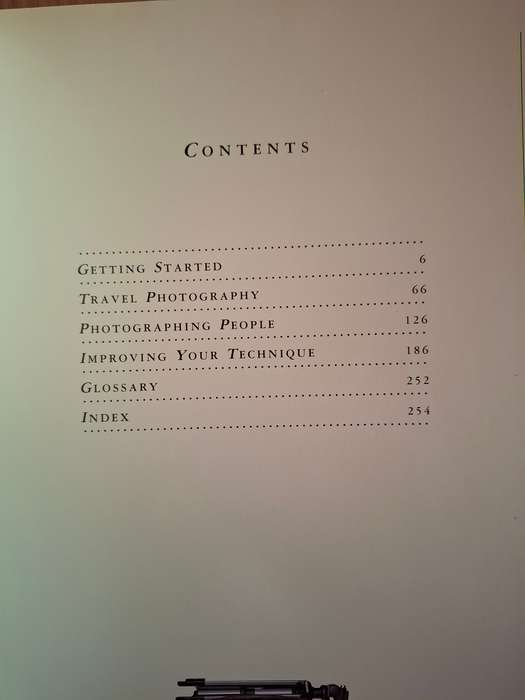 CONTENTS
GETTING STARTED 6
TRAVEL PHOTOGRAPHY 66
PHOTOGRAPHING PEOPLE 126
IMPROVING YOUR TECHNIQUE 186
GLOSSARY 252
INDEX 254